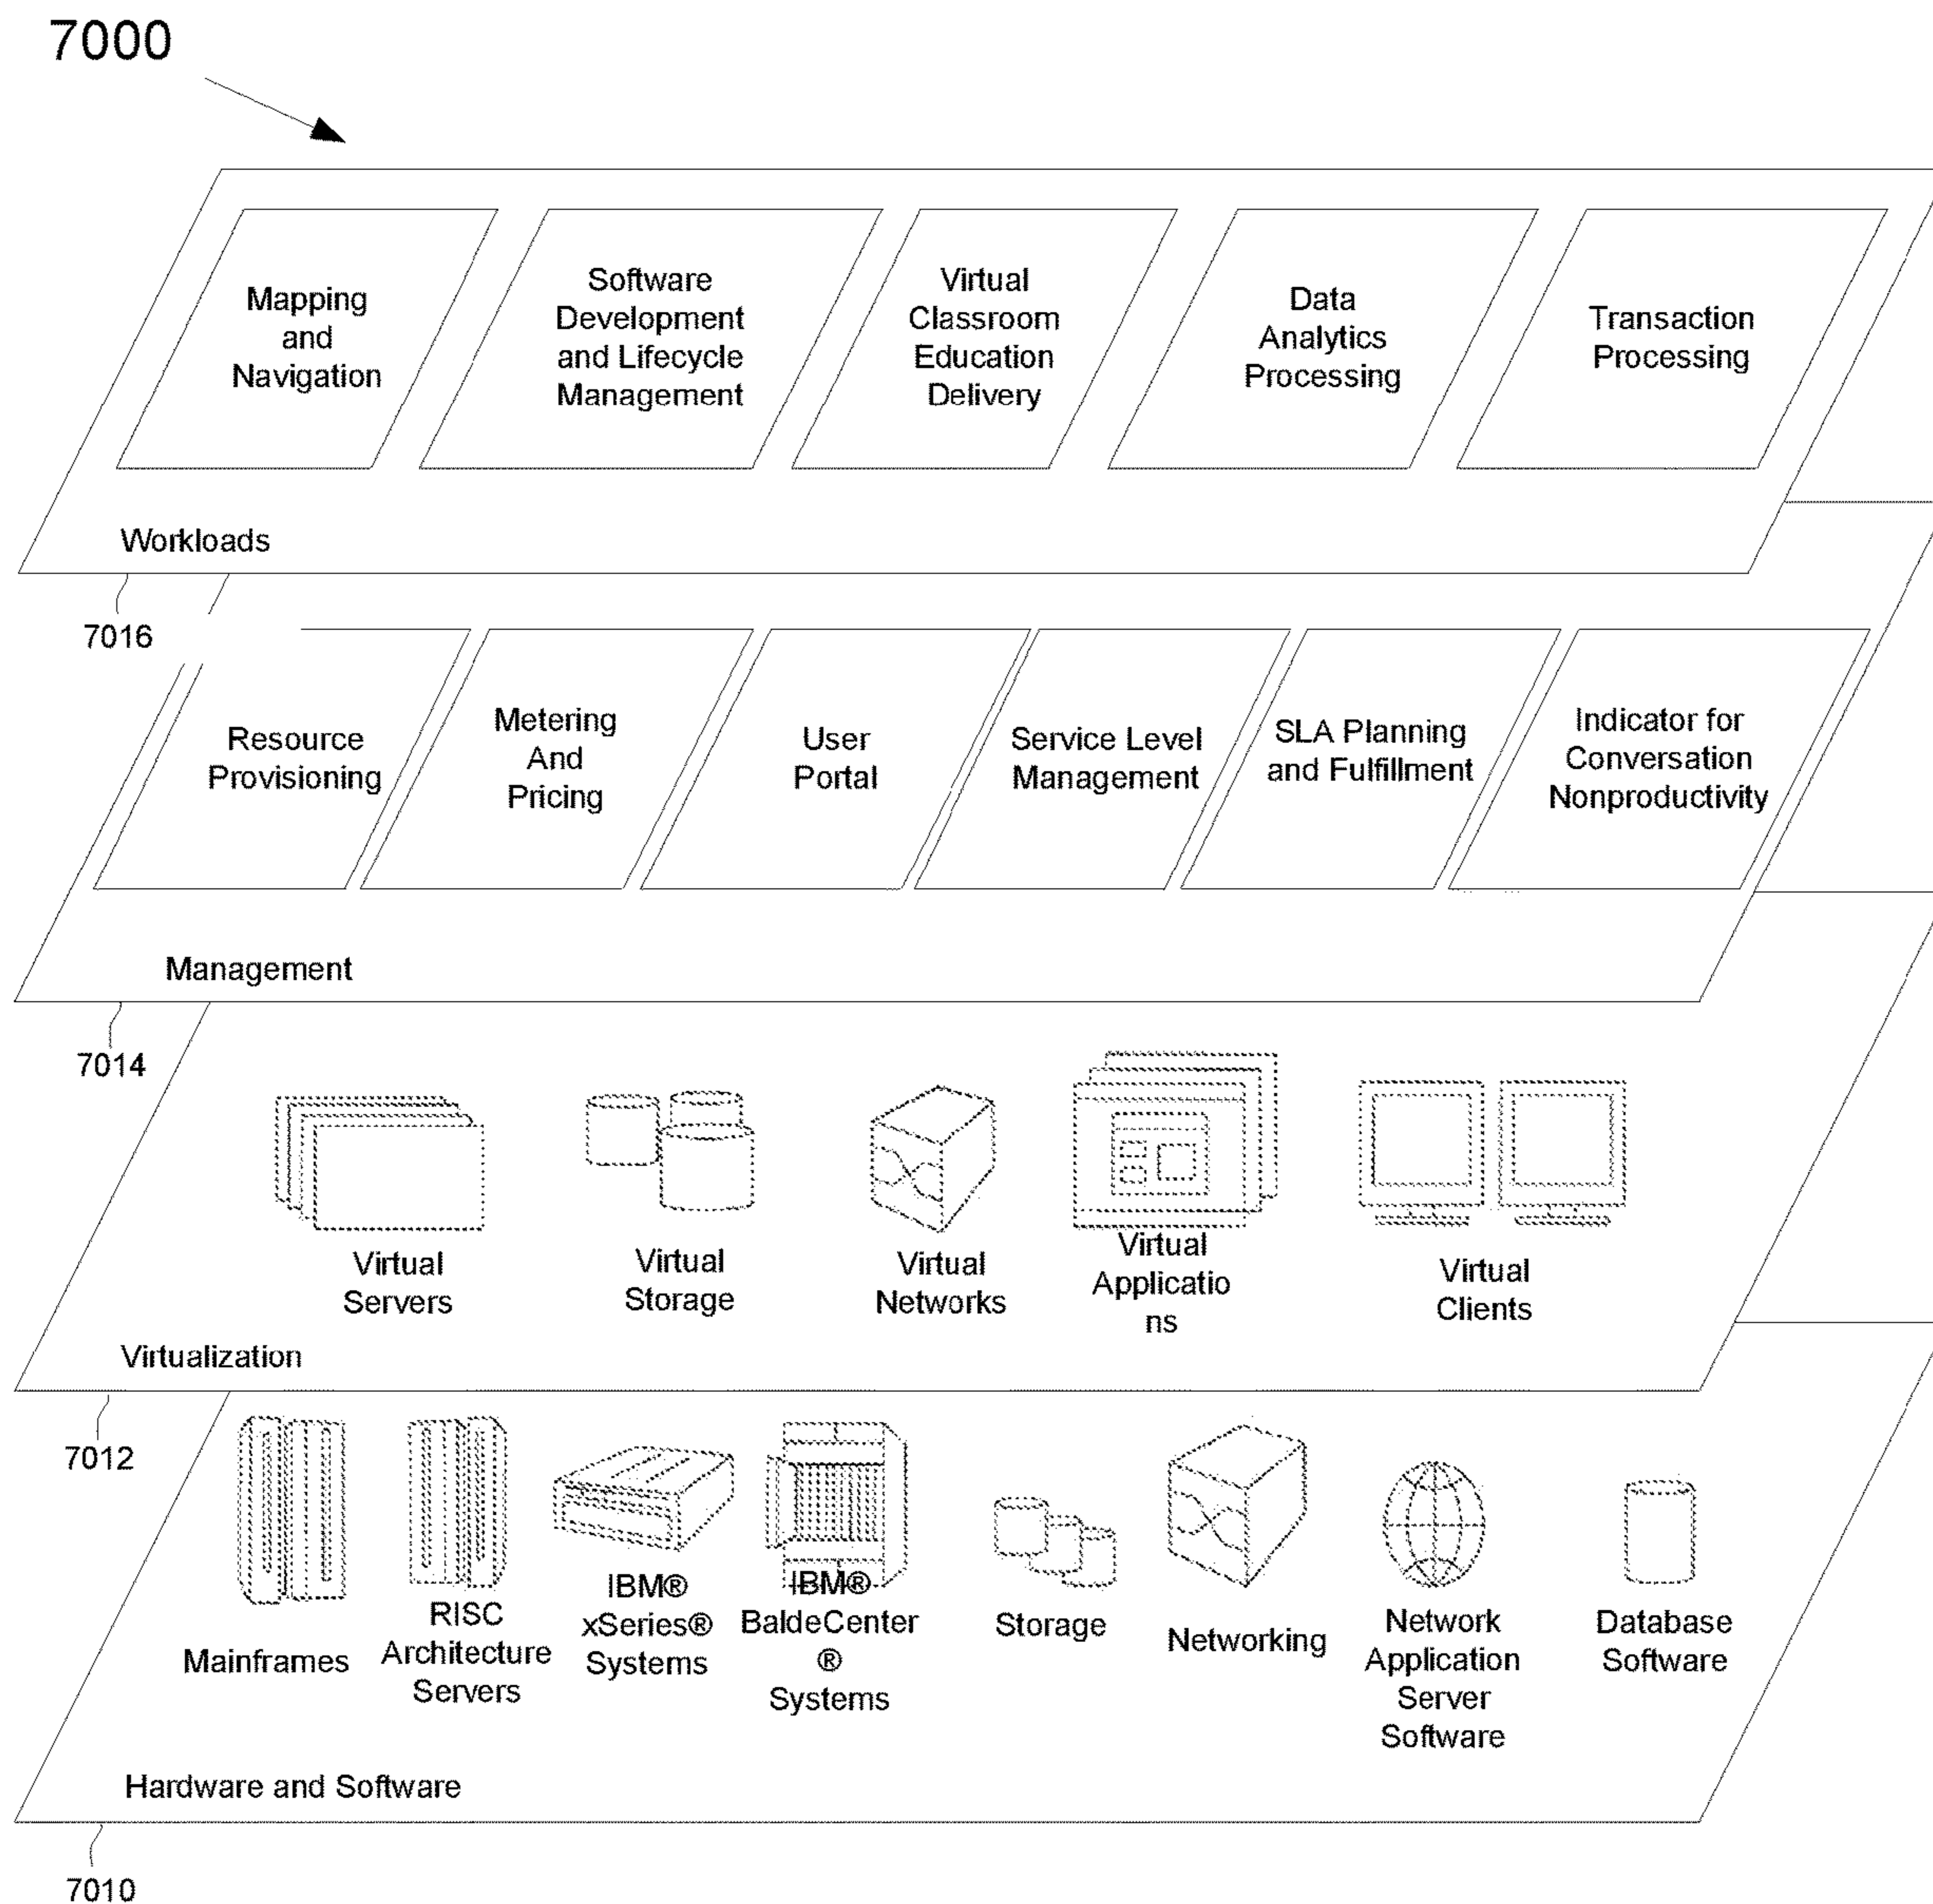 7000
Mapping
and
Navigation
Software
Development
and Lifecycle
Management
Virtual
Classroom
Education
Delivery
Data
Analytics
Processing
Transaction
Processing
Workloads
7016
Resource
Provisioning
Metering
And
Pricing
User
Portal
Service Level
Management
SLA Planning
and Fulfillment
Indicator for
Conversation
Nonproductivity
Management
7014
Virtual
Servers
Virtual
Storage
Virtual
Networks
Virtual
Applicatio
ns
Virtual
Clients
Virtualization
7012
Mainframes
RISC
Architecture
Servers
IBM®
xSeries®
Systems
IBM®
BaldeCenter
®
Systems
Storage
Networking
Network
Application
Server
Software
Database
Software
Hardware and Software
7010